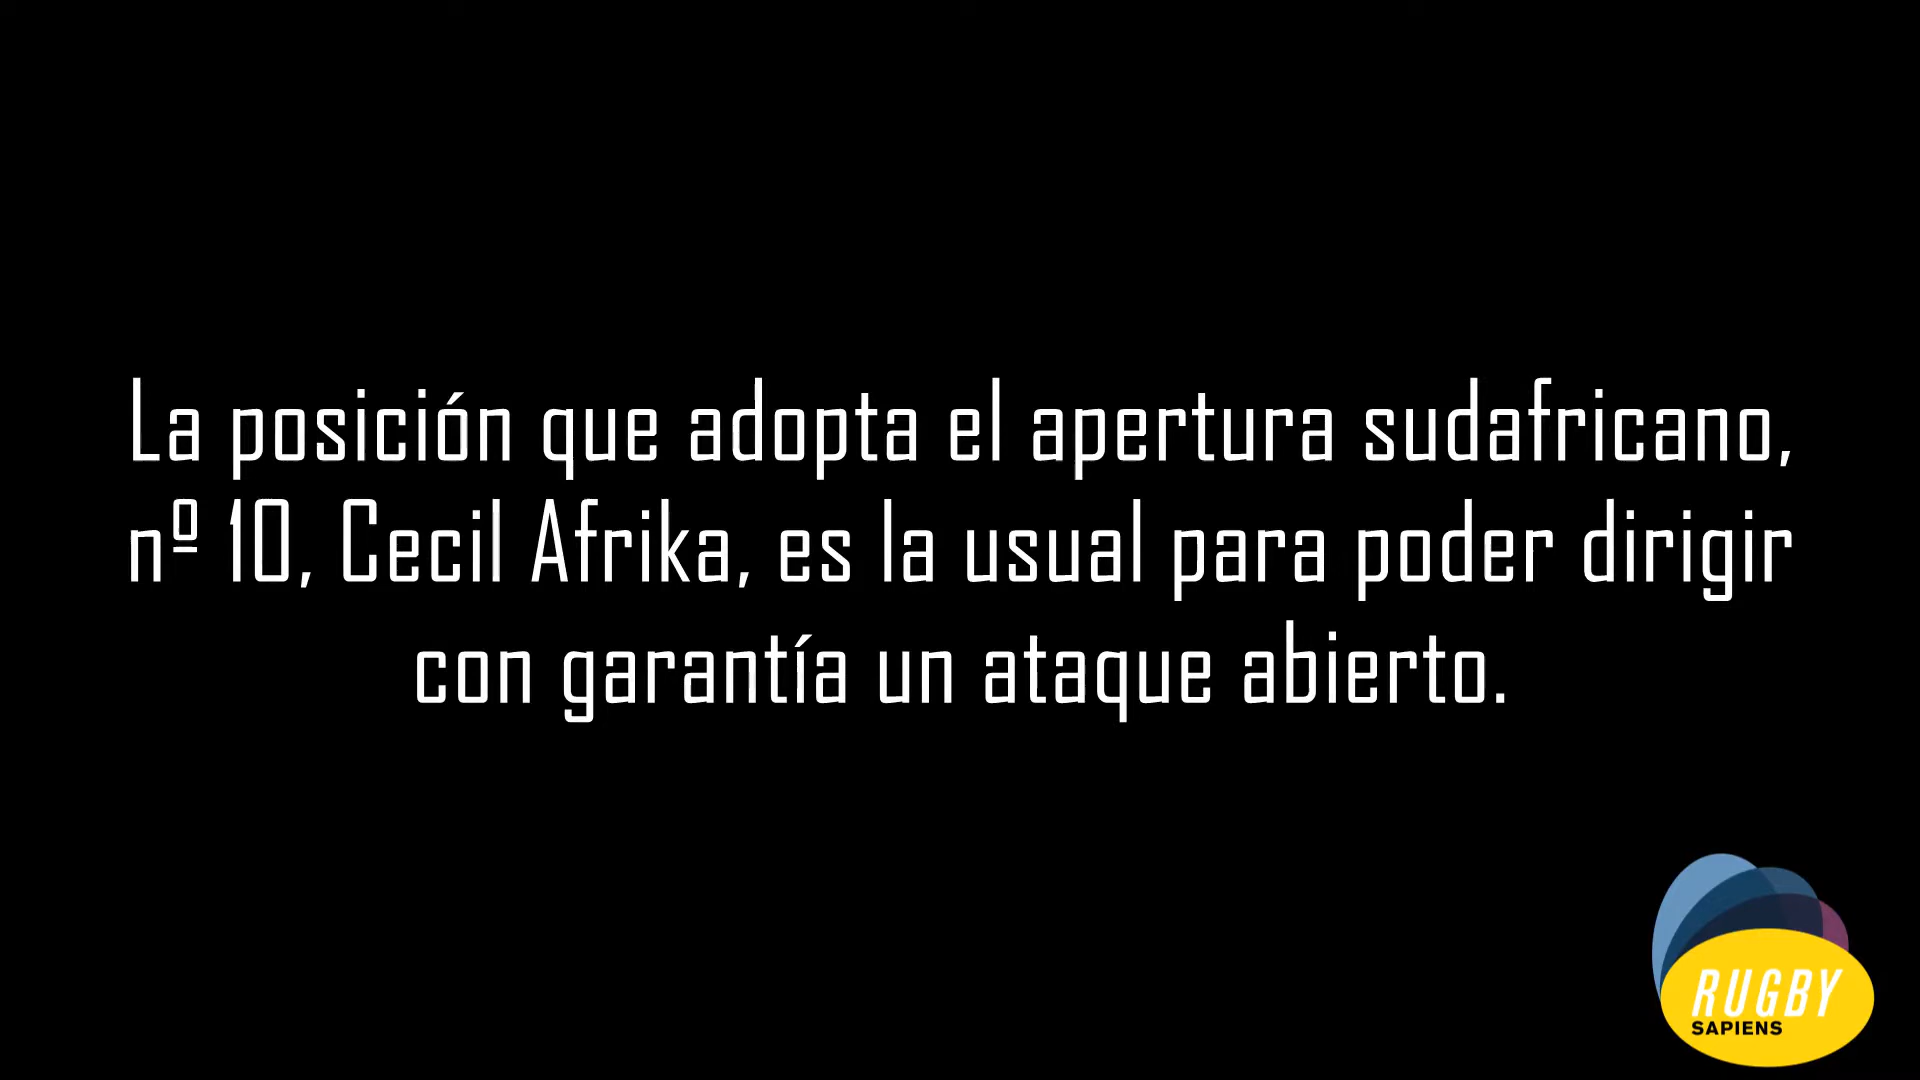 La posición que adopta el apertura sudafricano,
nº 10, Cecil Afrika, es la usual para poder dirigir
con garantía un ataque abierto.
RUGBY
SAPIENS